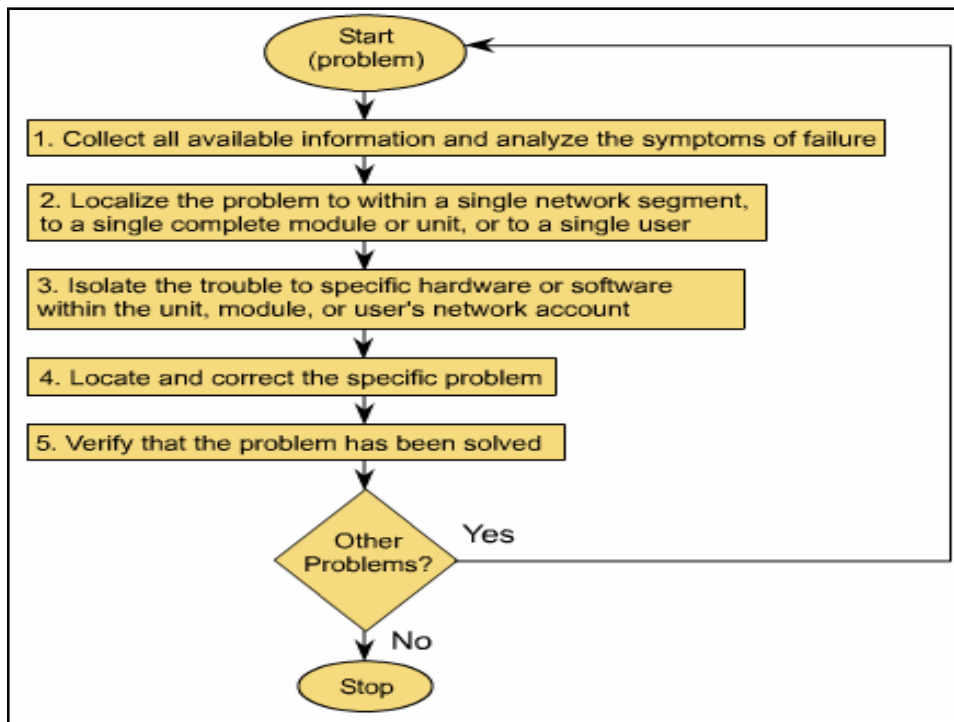 Start
(problem)
1. Collect all available information and analyze the symptoms of failure
2. Localize the problem to within a single network segment,
to a single complete module or unit, or to a single user
3. Isolate the trouble to specific hardware or software
within the unit, module, or user's network account
4. Locate and correct the specific problem
5. Verify that the problem has been solved
Other
Problems?
Yes
No
Stop